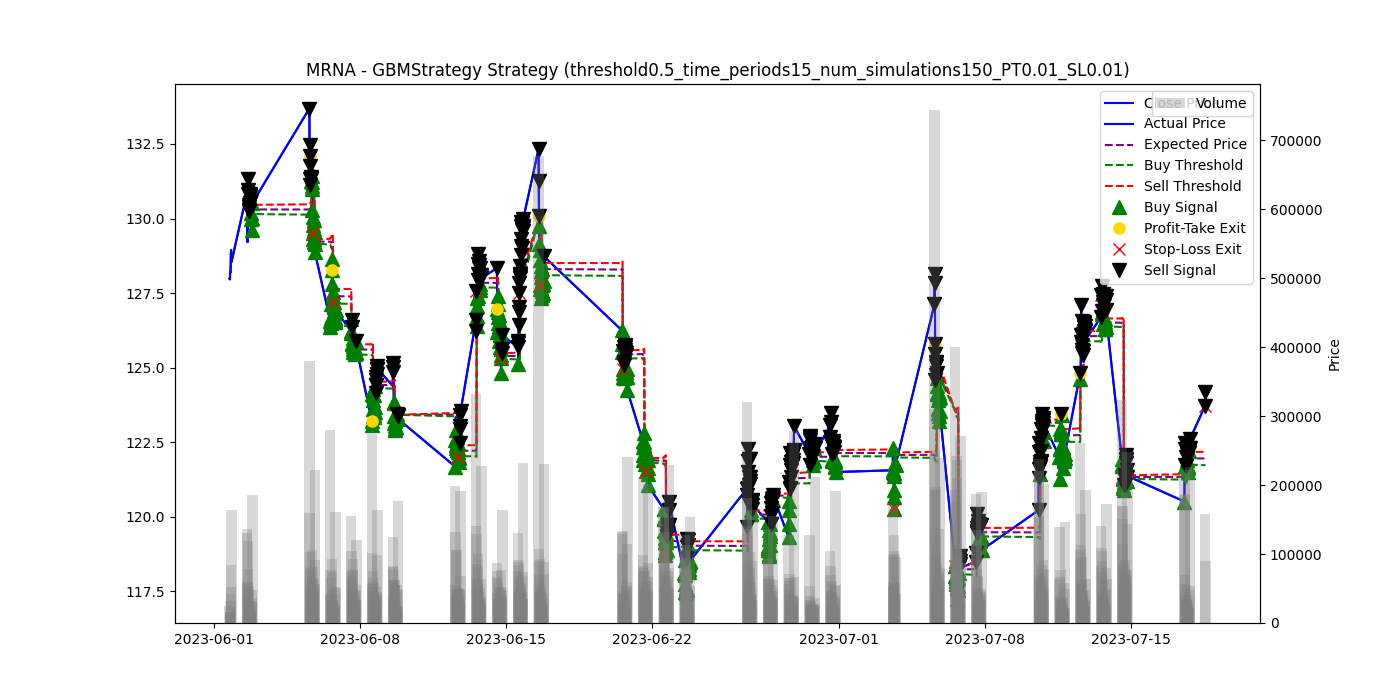 MRNA - GBMStrategy Strategy (threshold0.5_time_periods15_num_simulations150_PT0.01_SL0.01)
Volume
Actual Price
Expected Price
Buy Threshold
Sell Threshold
Buy Signal
Profit-Take Exit
Stop-Loss Exit
Sell Signal
132.5
130.0
127.5
125.0
122.5
120.0
117.5
700000
600000
500000
400000
300000
200000
100000
0
Price
2023-06-01 2023-06-08 2023-06-15 2023-06-22 2023-07-01 2023-07-08 2023-07-15